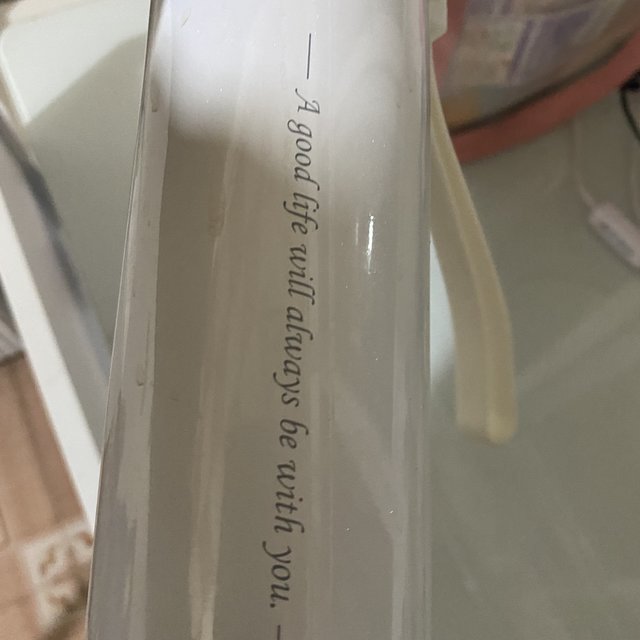 — A good life will always be with you. —